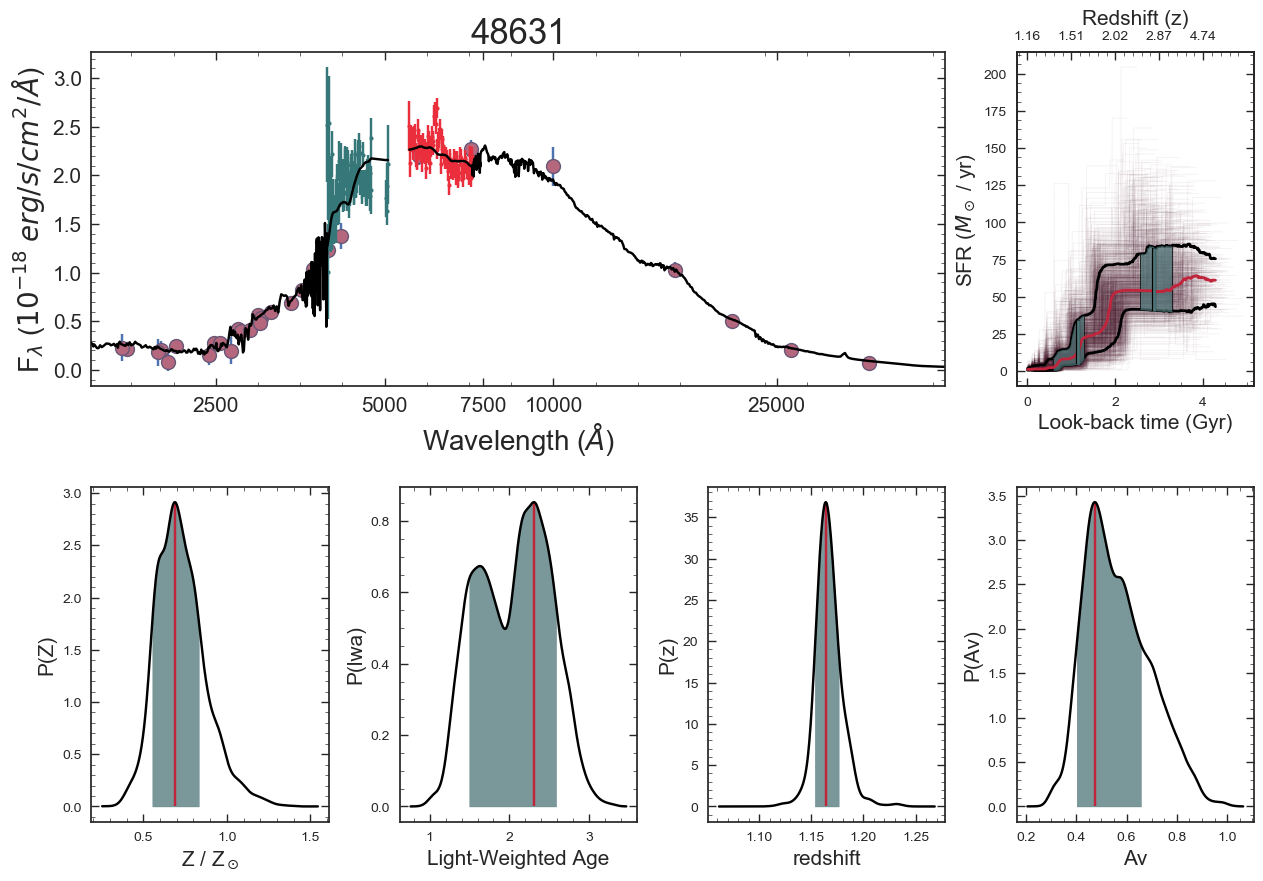 48631
F_λ (10^{-18} erg/s/cm^2/Å)
3.0
2.5
2.0
1.5
1.0
0.5
0.0
2500 5000 7500 10000 25000
Wavelength (Å)
Redshift (z)
1.16 1.51 2.02 2.87 4.74
SFR (M_⊙ / yr)
200
175
150
125
100
75
50
25
0
0 2 4
Look-back time (Gyr)
P(Z)
3.0
2.5
2.0
1.5
1.0
0.5
0.0
0.5 1.0 1.5
Z / Z_⊙
P(lwa)
0.8
0.6
0.4
0.2
0.0
1 2 3
Light-Weighted Age
P(z)
35
30
25
20
15
10
5
0
1.10 1.15 1.20 1.25
redshift
P(Av)
3.5
3.0
2.5
2.0
1.5
1.0
0.5
0.0
0.2 0.4 0.6 0.8 1.0
Av